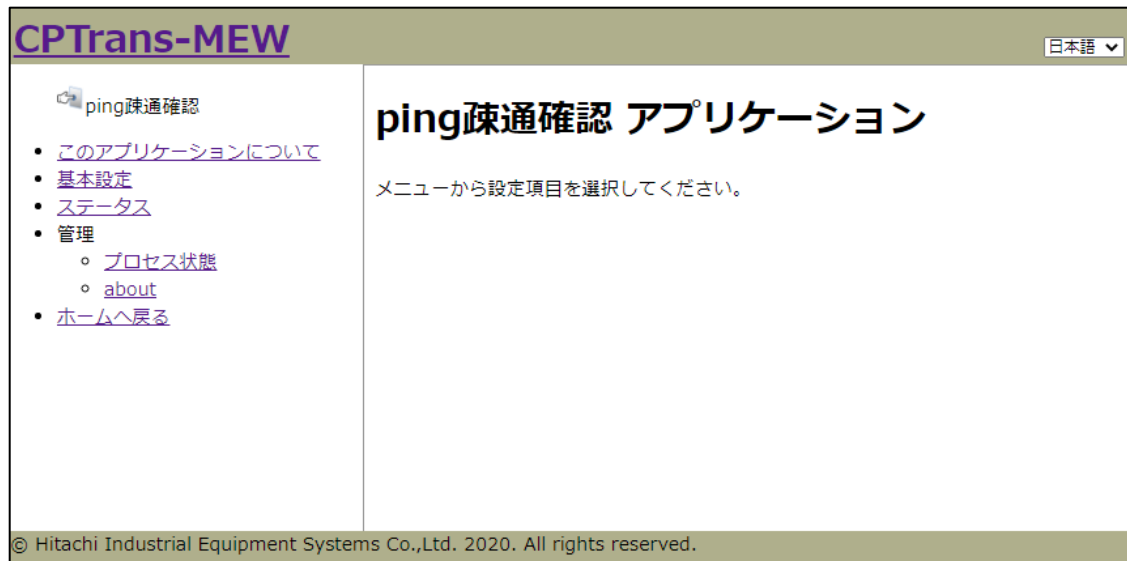 CPTrans-MEW
日本語
ping疎通確認
このアプリケーションについて
基本設定
ステータス
管理
プロセス状態
about
ホームへ戻る
ping疎通確認 アプリケーション
メニューから設定項目を選択してください。
© Hitachi Industrial Equipment Systems Co.,Ltd. 2020. All rights reserved.